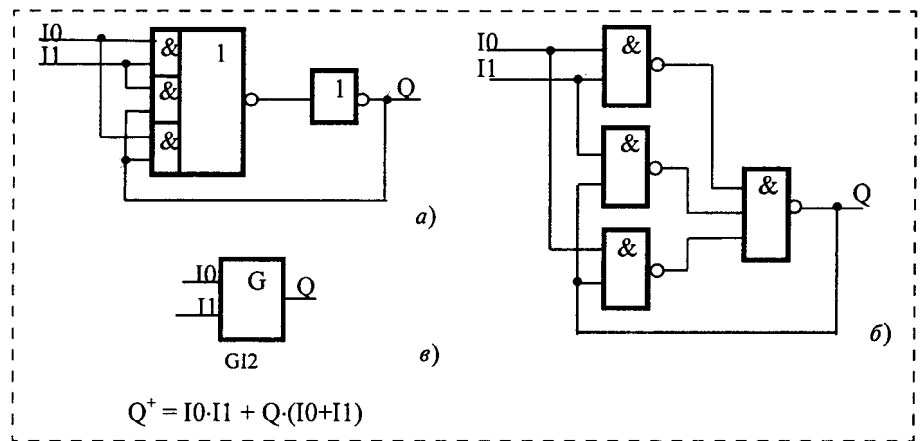 I0
I1
&
&
&
1
1
Q
а)
I0
I1
&
&
&
&
Q
б)
I0
I1
G
Q
GI2
в)
Q⁺ = I0·I1 + Q·(I0+I1)